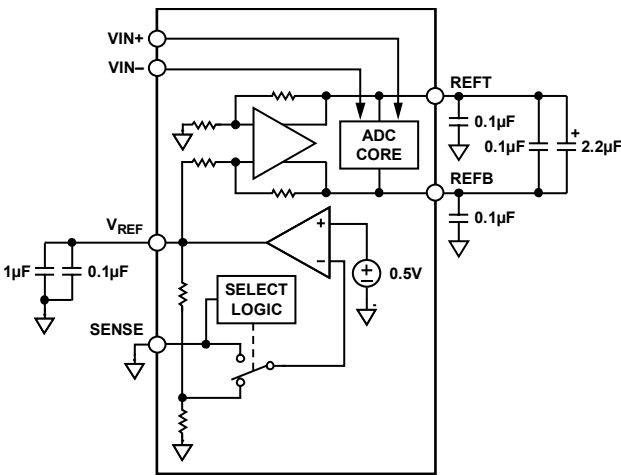 VIN+
VIN–
REFT
ADC
CORE
0.1µF
0.1µF
+
2.2µF
REFB
0.1µF
VREF
1µF
0.1µF
+
–
+
–
0.5V
SELECT
LOGIC
SENSE